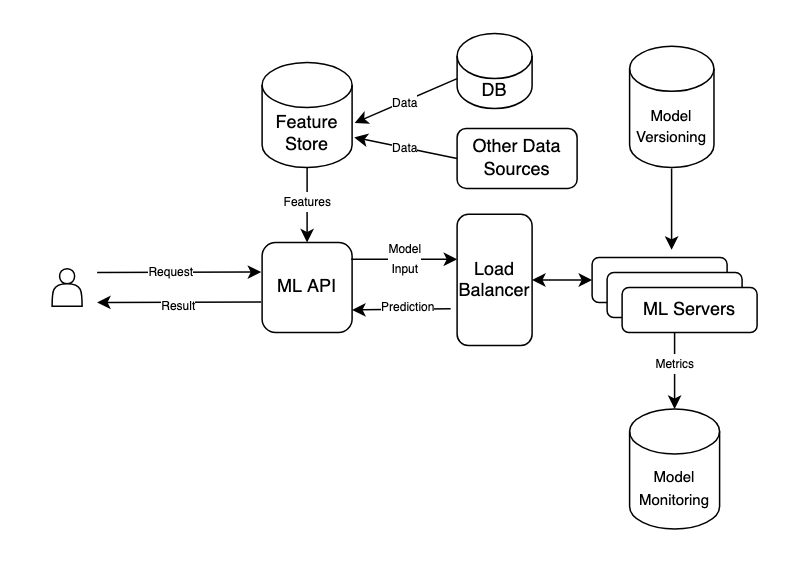 DB
Data
Feature
Store
Data
Other Data
Sources
Model
Versioning
Features
Request
Result
ML API
Model
Input
Prediction
Load
Balancer
ML Servers
Metrics
Model
Monitoring